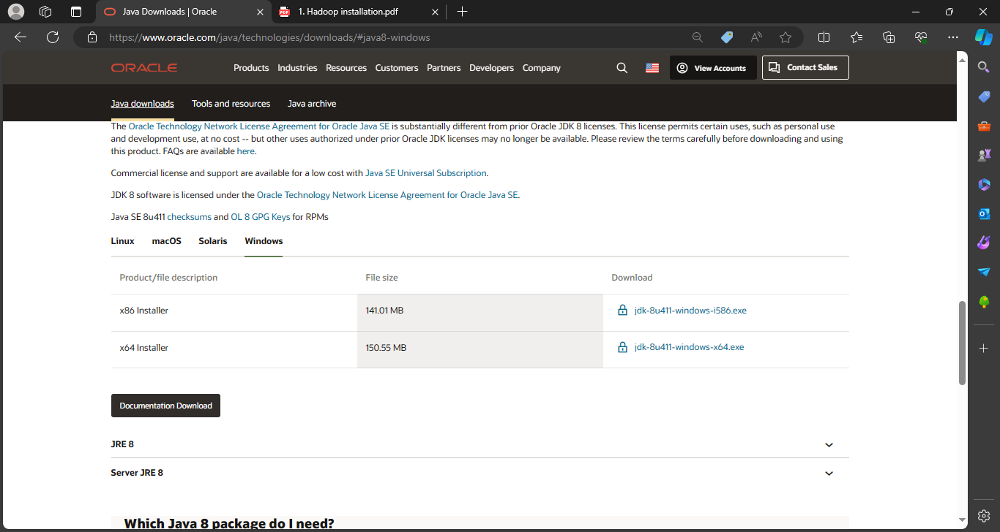 Java Downloads | Oracle
PDF
1. Hadoop installation.pdf
https://www.oracle.com/java/technologies/downloads/#java8-windows
ORACLE
Products Industries Resources Customers Partners Developers Company
View Accounts
Contact Sales
Java downloads Tools and resources Java archive
The Oracle Technology Network License Agreement for Oracle Java SE is substantially different from prior Oracle JDK 8 licenses. This license permits certain uses, such as personal use
and development use, at no cost -- but other uses authorized under prior Oracle JDK licenses may no longer be available. Please review the terms carefully before downloading and using
this product. FAQs are available here.
Commercial license and support are available for a low cost with Java SE Universal Subscription.
JDK 8 software is licensed under the Oracle Technology Network License Agreement for Oracle Java SE.
Java SE 8u411 checksums and OL 8 GPG Keys for RPMs
Linux macOS Solaris Windows
Product/file description File size Download
x86 Installer 141.01 MB jdk-8u411-windows-i586.exe
x64 Installer 150.55 MB jdk-8u411-windows-x64.exe
Documentation Download
JRE 8
Server JRE 8
Which Java 8 package do I need?